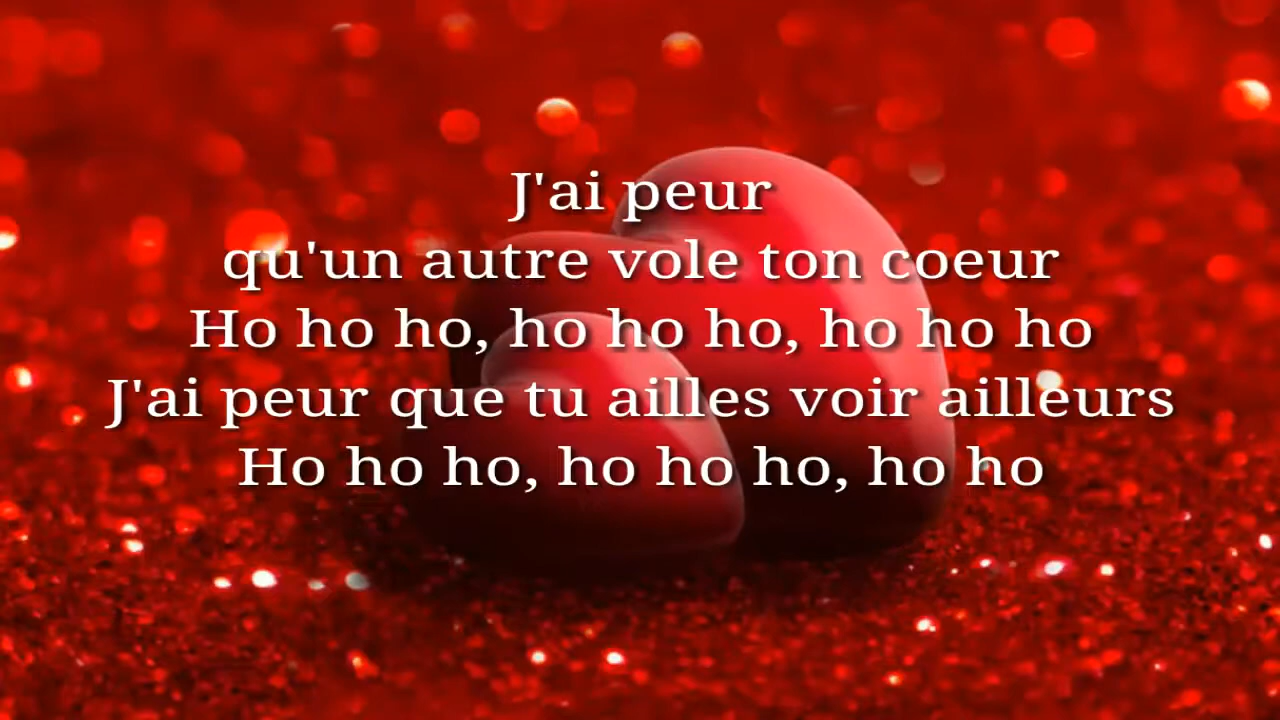 J'ai peur
qu'un autre vole ton coeur
Ho ho ho, ho ho ho, ho ho ho
J'ai peur que tu ailles voir ailleurs
Ho ho ho, ho ho ho, ho ho